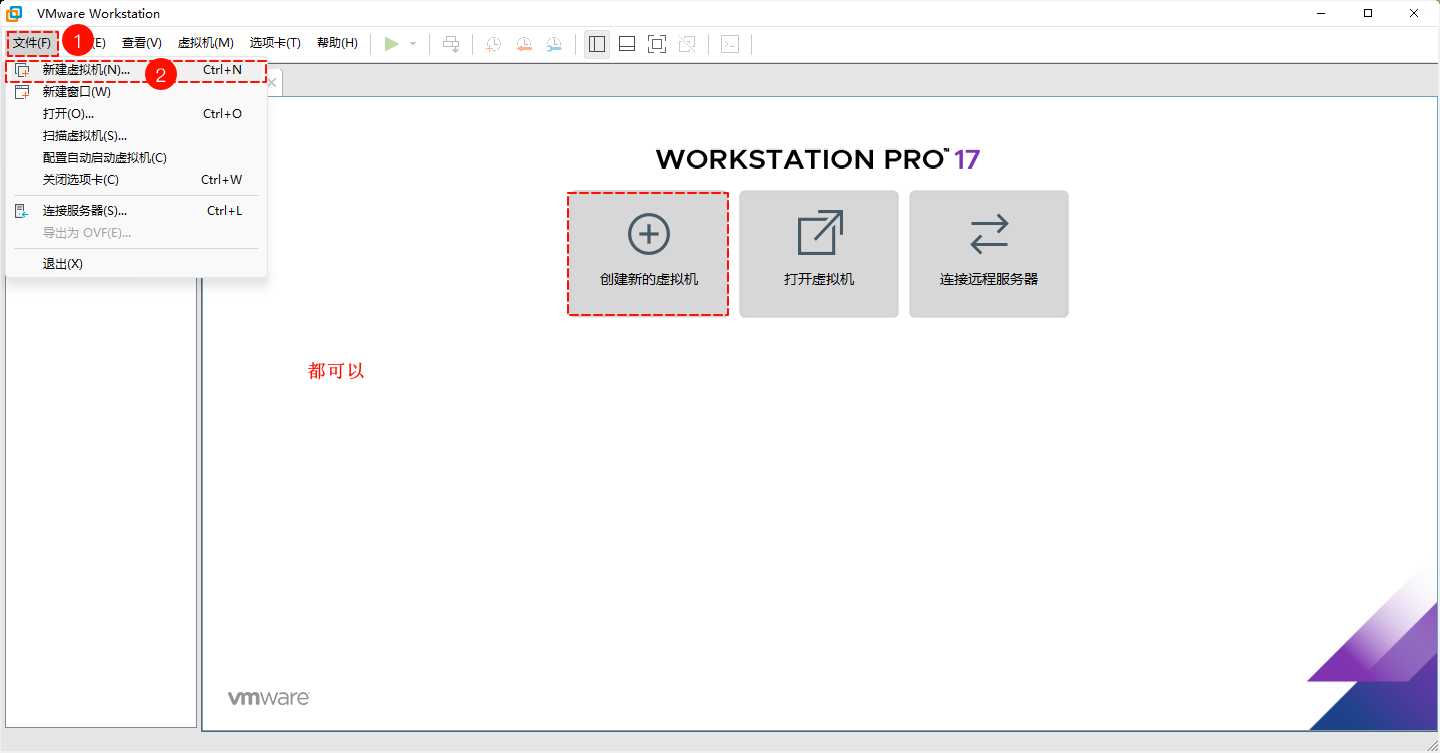 VMware Workstation
文件(F) 1 (E) 查看(V) 虚拟机(M) 选项卡(T) 帮助(H)
新建虚拟机(N)... 2 Ctrl+N
新建窗口(W)
打开(O)... Ctrl+O
扫描虚拟机(S)...
配置自动启动虚拟机(C)
关闭选项卡(C) Ctrl+W
连接服务器(S)... Ctrl+L
导出为 OVF(E)...
退出(X)
WORKSTATION PRO™ 17
创建新的虚拟机 打开虚拟机 连接远程服务器
都可以
vmware